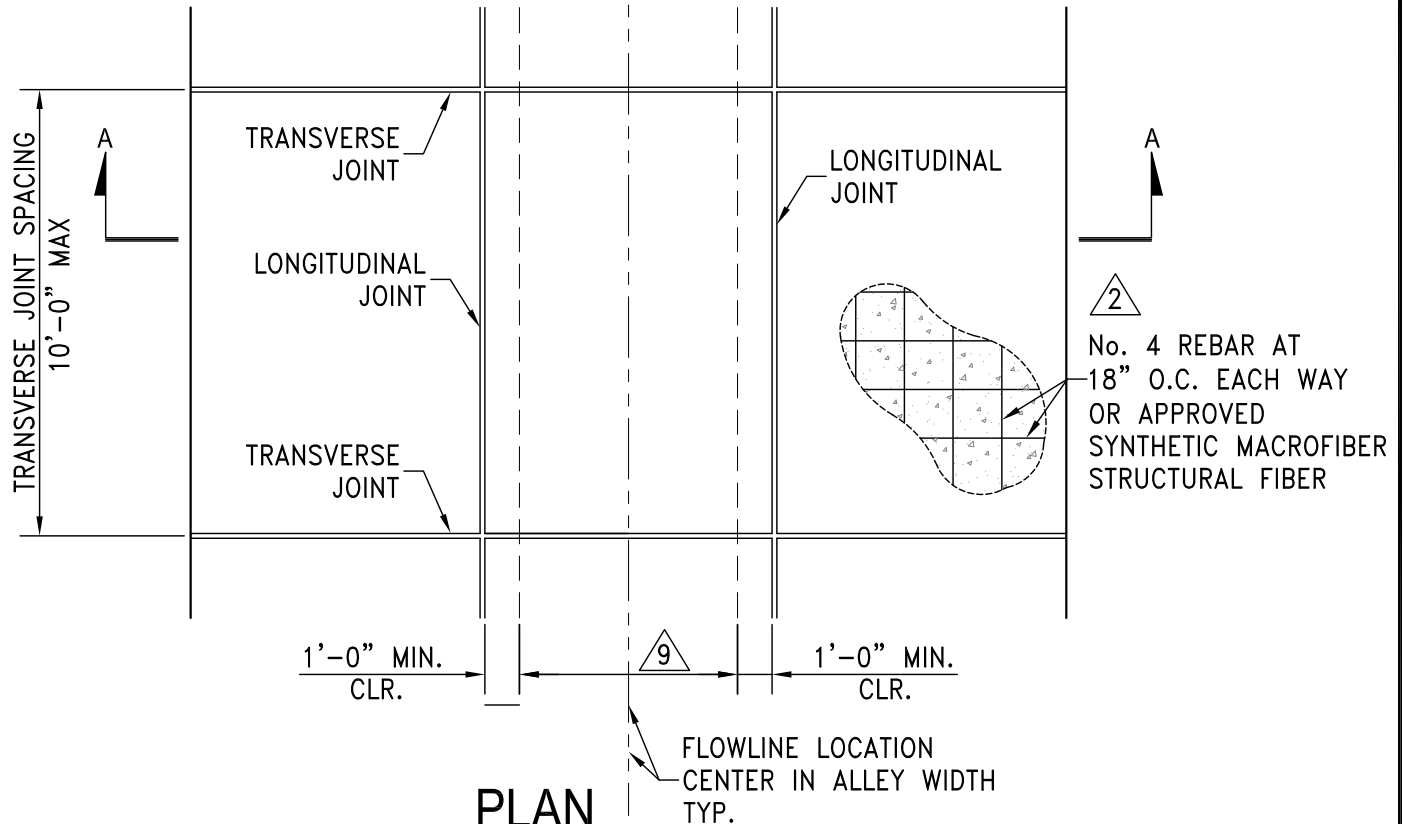 TRANSVERSE JOINT SPACING
10'-0" MAX
A
TRANSVERSE
JOINT
LONGITUDINAL
JOINT
A
LONGITUDINAL
JOINT
2
No. 4 REBAR AT
18" O.C. EACH WAY
OR APPROVED
SYNTHETIC MACROFIBER
STRUCTURAL FIBER
TRANSVERSE
JOINT
1'-0" MIN.
CLR.
9
1'-0" MIN.
CLR.
FLOWLINE LOCATION
CENTER IN ALLEY WIDTH
TYP.
PLAN